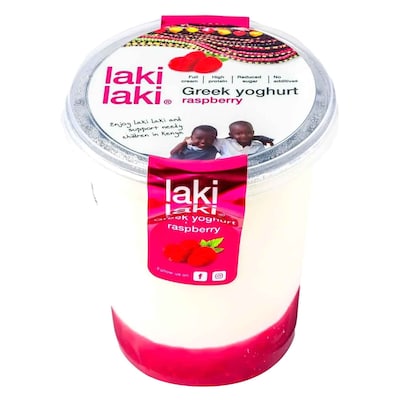 laki
laki®
Full cream | High protein | Reduced sugar | No additives
Greek yoghurt
raspberry
Enjoy laki laki and
support needy
children in Kenya
laki
laki
Greek yoghurt
raspberry
Follow us on